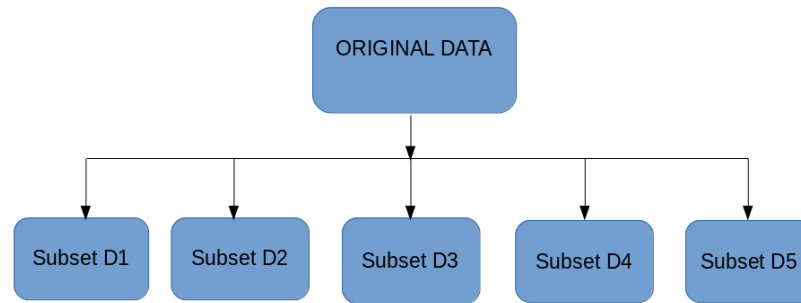 ORIGINAL DATA
Subset D1
Subset D2
Subset D3
Subset D4
Subset D5